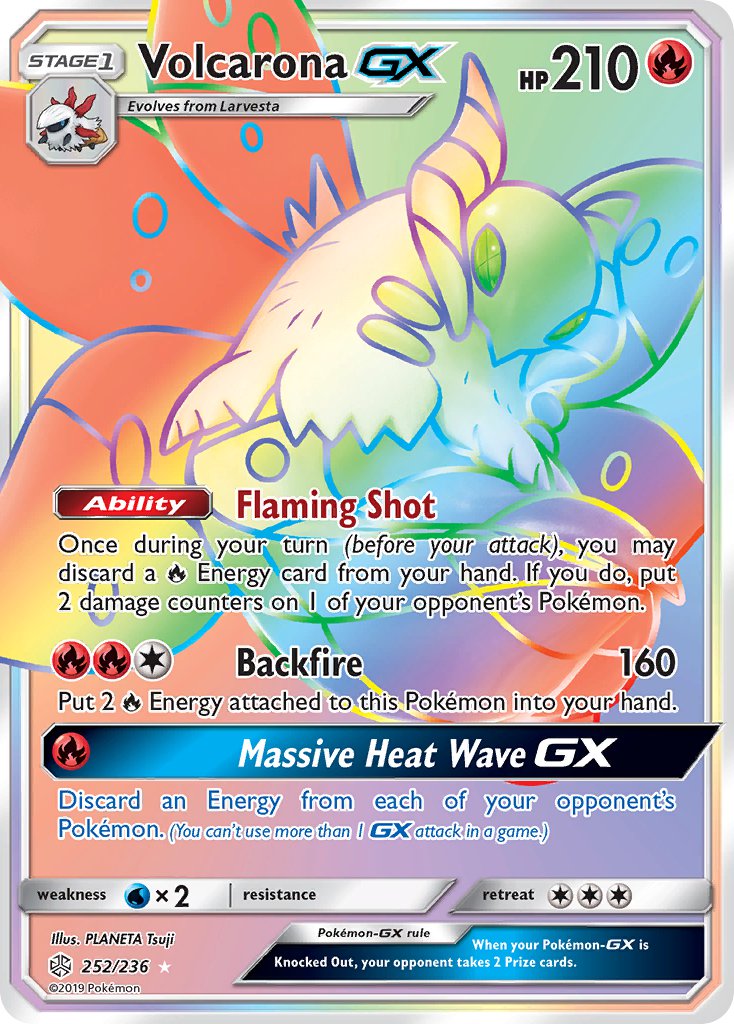 STAGE 1 Volcarona GX HP 210
Evolves from Larvesta
Ability Flaming Shot
Once during your turn (before your attack), you may
discard a Energy card from your hand. If you do, put
2 damage counters on 1 of your opponent's Pokémon.
Backfire 160
Put 2 Energy attached to this Pokémon into your hand.
Massive Heat Wave GX
Discard an Energy from each of your opponent's
Pokémon. (You can't use more than 1 GX attack in a game.)
weakness ×2 resistance retreat
Illus. PLANETA Tsuji
252/236
©2019 Pokémon
Pokémon-GX rule
When your Pokémon-GX is
Knocked Out, your opponent takes 2 Prize cards.